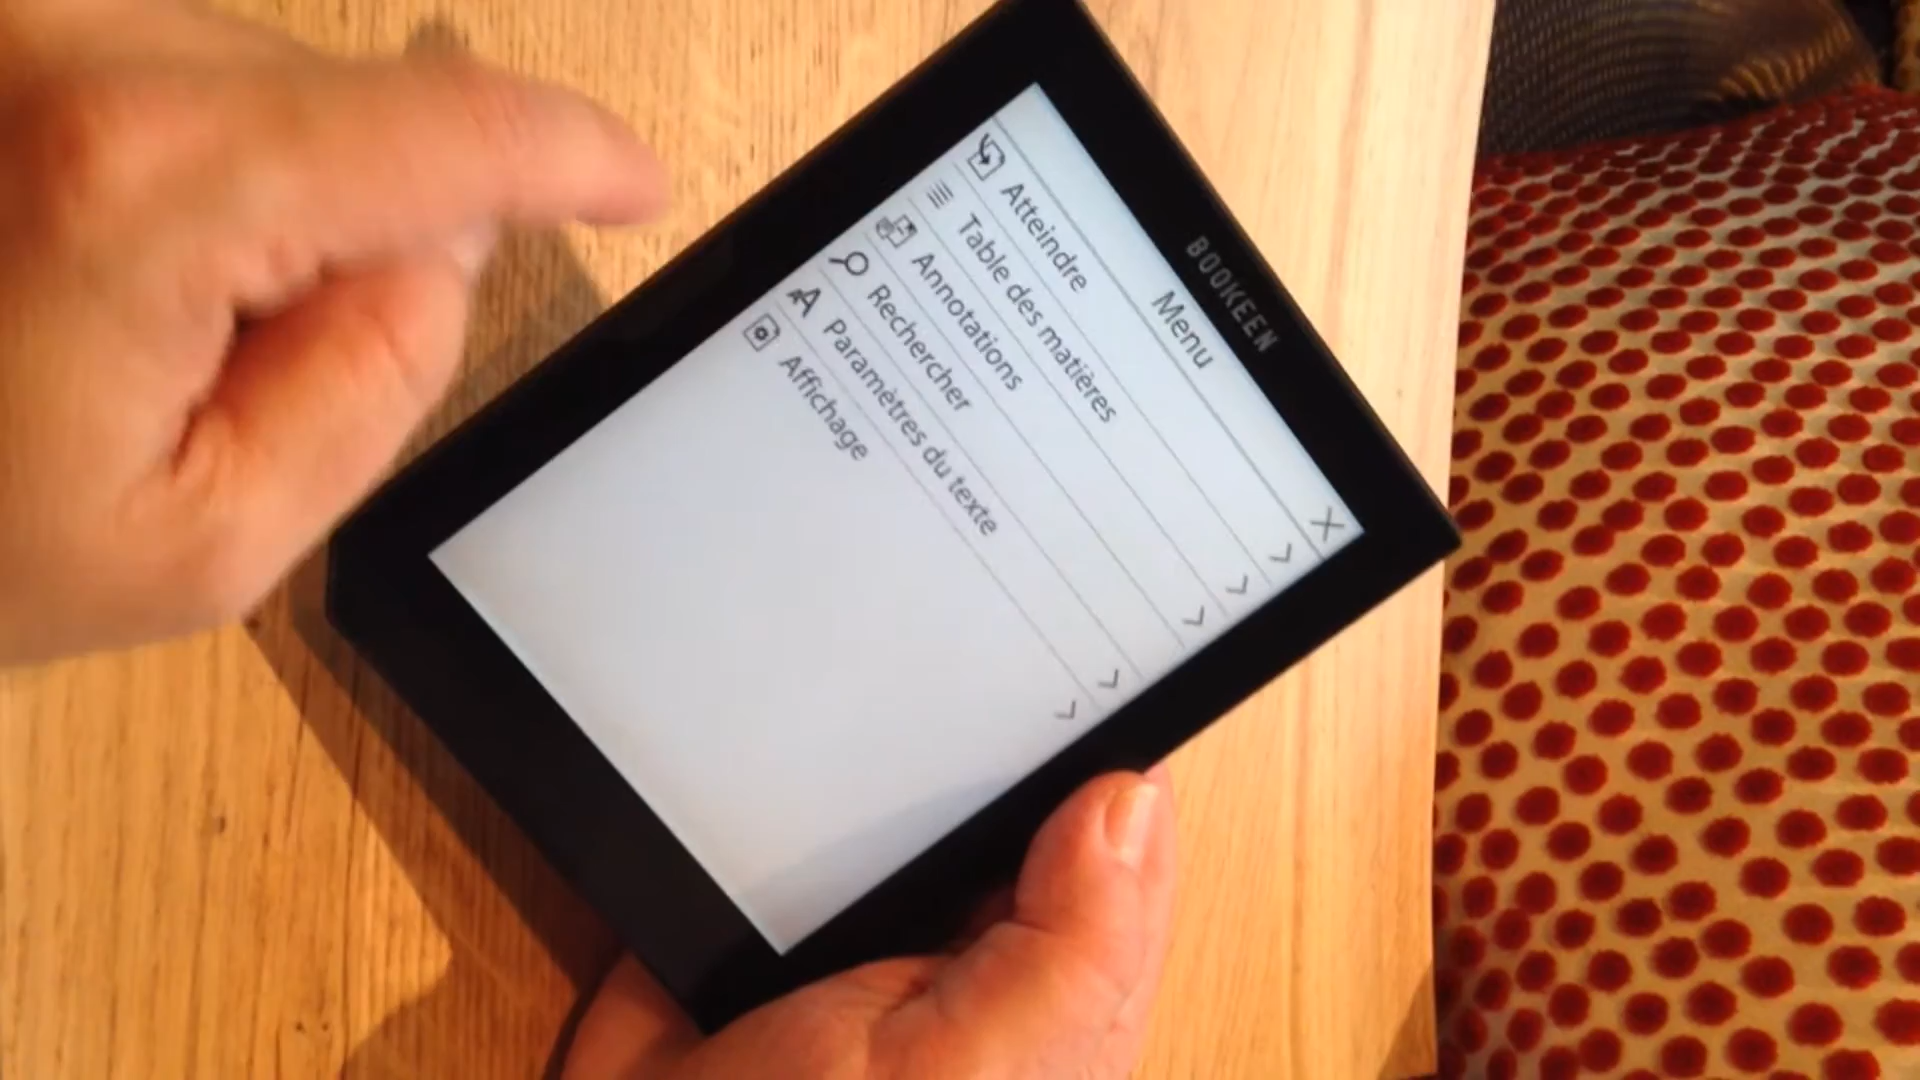 BOOKEEN
Menu
Atteindre
Table des matières
Annotations
Rechercher
Paramètres du texte
Affichage